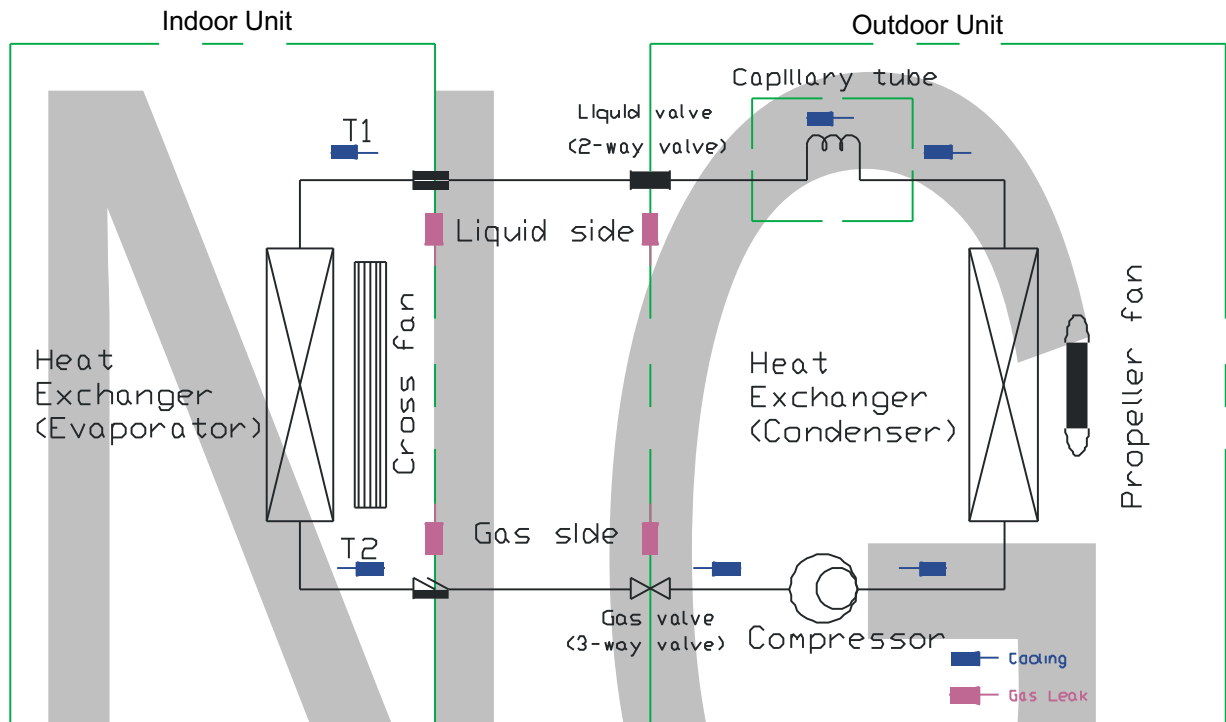 Indoor Unit
Outdoor Unit
Capillary tube
Liquid valve
(2-way valve)
T1
Liquid side
Heat
Exchanger
(Evaporator)
Cross fan
Heat
Exchanger
(Condenser)
Propeller fan
Gas side
T2
Gas valve
(3-way valve)
Compressor
Cooling
Gas Leak